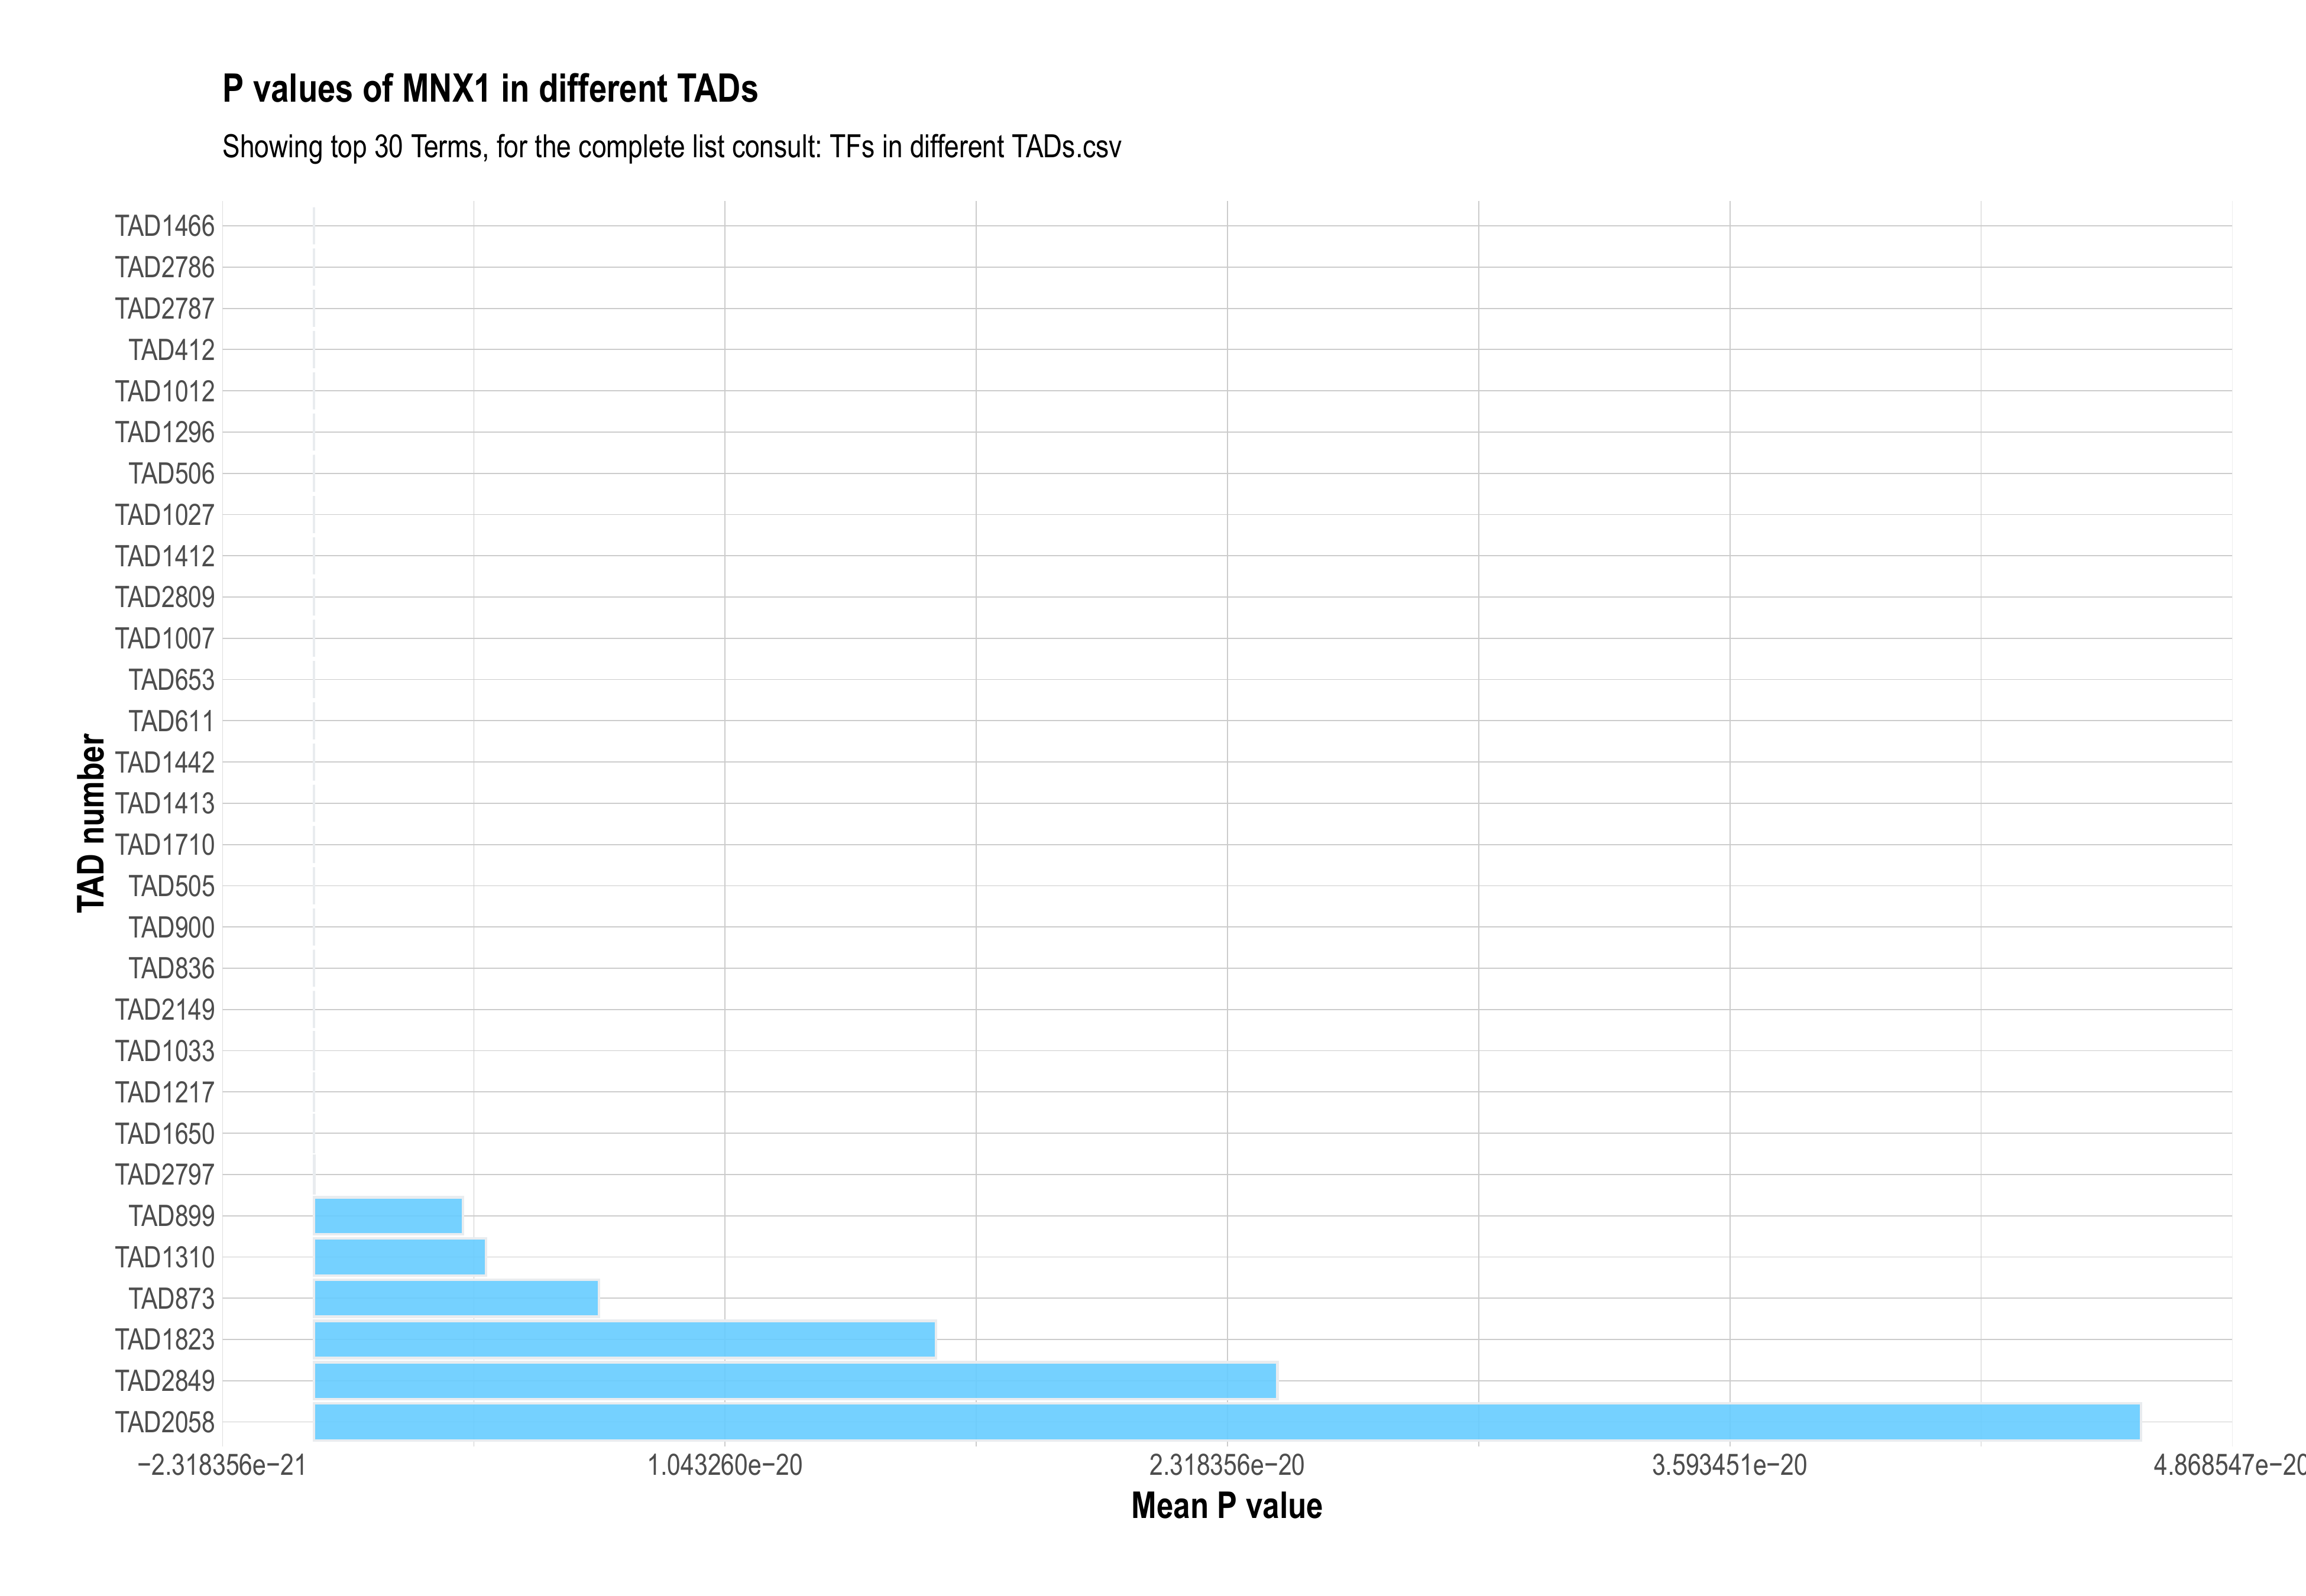 P values of MNX1 in different TADs
Showing top 30 Terms, for the complete list consult: TFs in different TADs.csv
TAD number
TAD1466
TAD2786
TAD2787
TAD412
TAD1012
TAD1296
TAD506
TAD1027
TAD1412
TAD2809
TAD1007
TAD653
TAD611
TAD1442
TAD1413
TAD1710
TAD505
TAD900
TAD836
TAD2149
TAD1033
TAD1217
TAD1650
TAD2797
TAD899
TAD1310
TAD873
TAD1823
TAD2849
TAD2058
−2.318356e−21 1.043260e−20 2.318356e−20 3.593451e−20 4.868547e−20
Mean P value